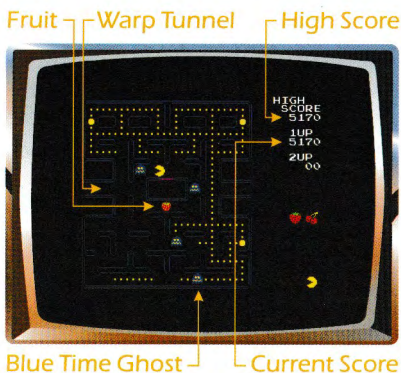 Fruit
Warp Tunnel
High Score
HIGH
SCORE
5170
1UP
5170
2UP
00
Blue Time Ghost
Current Score